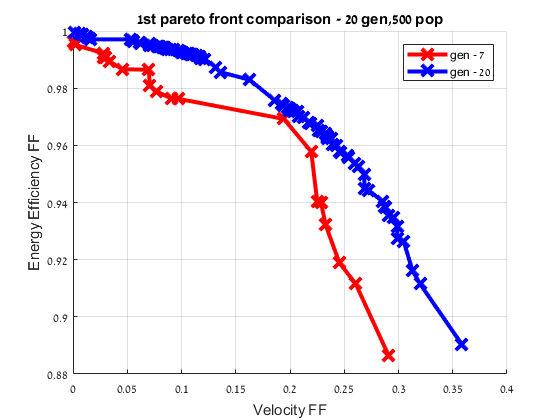 1st pareto front comparison - 20 gen,500 pop
gen - 7
gen - 20
Energy Efficiency FF
1
0.98
0.96
0.94
0.92
0.9
0.88
0 0.05 0.1 0.15 0.2 0.25 0.3 0.35 0.4
Velocity FF